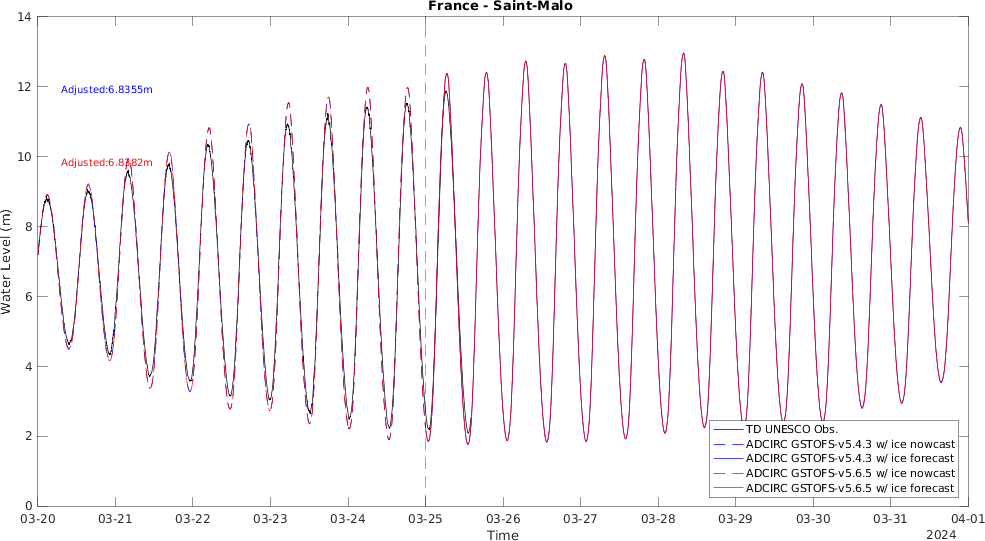 France - Saint-Malo
14
12
10
8
6
4
2
0
Water Level (m)
Adjusted:6.8355m
Adjusted:6.8382m
TD UNESCO Obs.
ADCIRC GSTOFS-v5.4.3 w/ ice nowcast
ADCIRC GSTOFS-v5.4.3 w/ ice forecast
ADCIRC GSTOFS-v5.6.5 w/ ice nowcast
ADCIRC GSTOFS-v5.6.5 w/ ice forecast
03-20 03-21 03-22 03-23 03-24 03-25 03-26 03-27 03-28 03-29 03-30 03-31 04-01
Time
2024